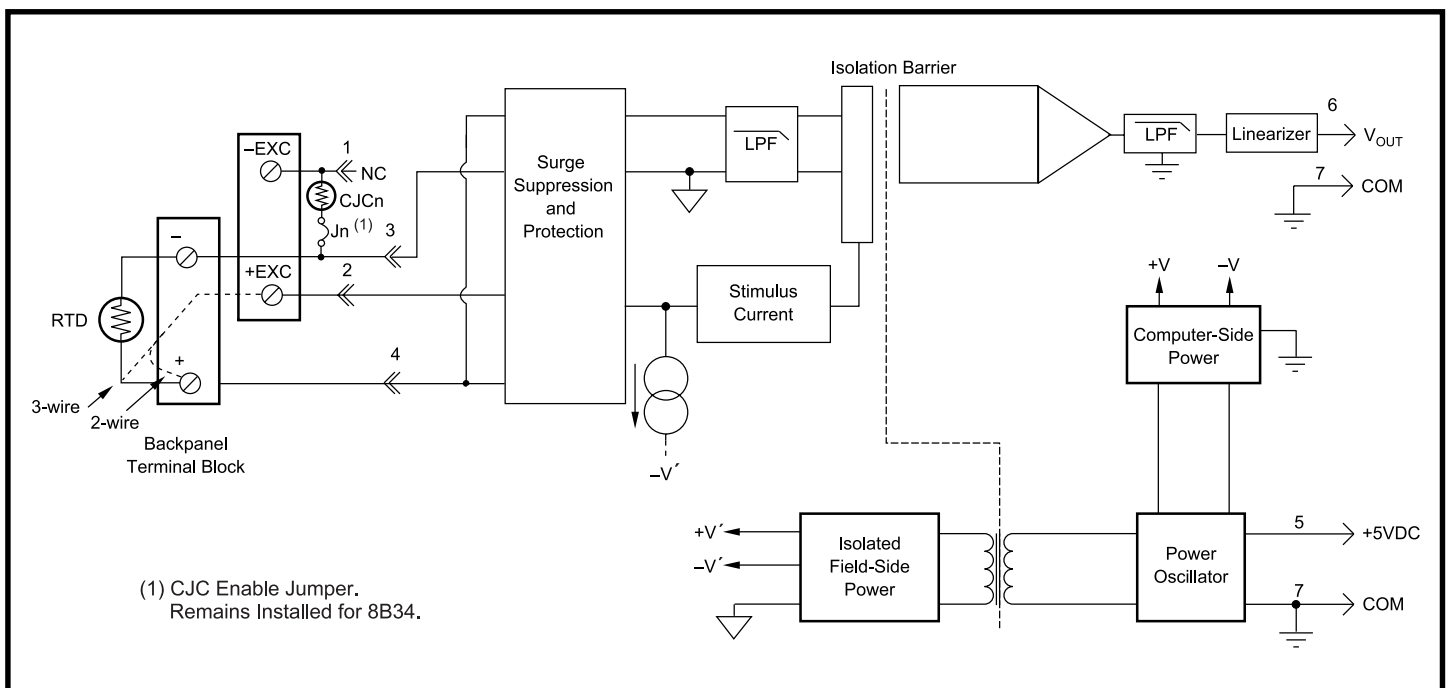 Isolation Barrier
–EXC
1
NC
CJCn
Jn (1)
3
–
+EXC
2
RTD
+
4
3-wire
2-wire
Backpanel
Terminal Block
Surge
Suppression
and
Protection
LPF
Stimulus
Current
–V´
LPF
Linearizer
6
VOUT
7
COM
+V
–V
Computer-Side
Power
+V´
–V´
Isolated
Field-Side
Power
Power
Oscillator
5
+5VDC
7
COM
(1) CJC Enable Jumper.
Remains Installed for 8B34.